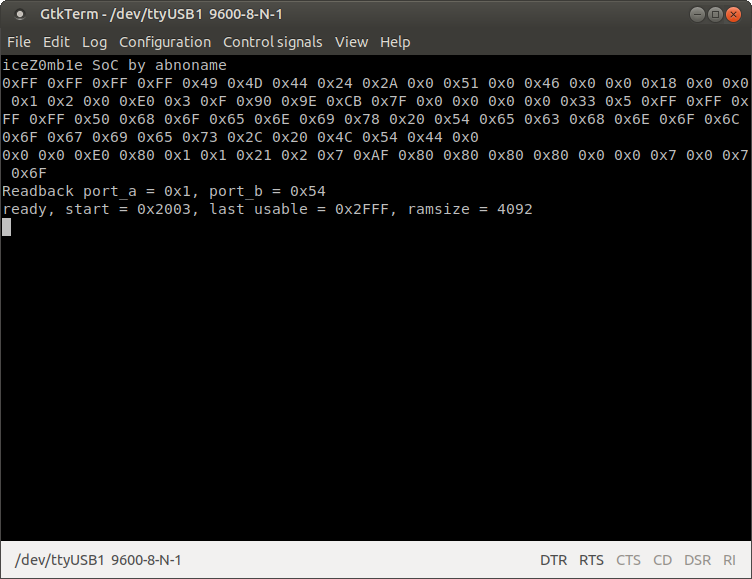 GtkTerm - /dev/ttyUSB1 9600-8-N-1
File Edit Log Configuration Control signals View Help
iceZ0mb1e SoC by abnoname
0xFF 0xFF 0xFF 0xFF 0x49 0x4D 0x44 0x24 0x2A 0x0 0x51 0x0 0x46 0x0 0x0 0x18 0x0 0x0
 0x1 0x2 0x0 0xE0 0x3 0xF 0x90 0x9E 0xCB 0x7F 0x0 0x0 0x0 0x0 0x33 0x5 0xFF 0xFF 0x
FF 0xFF 0x50 0x68 0x6F 0x65 0x6E 0x69 0x78 0x20 0x54 0x65 0x63 0x68 0x6E 0x6F 0x6C
0x6F 0x67 0x69 0x65 0x73 0x2C 0x20 0x4C 0x54 0x44 0x0
0x0 0x0 0xE0 0x80 0x1 0x1 0x21 0x2 0x7 0xAF 0x80 0x80 0x80 0x80 0x0 0x0 0x7 0x0 0x7
 0x6F
Readback port_a = 0x1, port_b = 0x54
ready, start = 0x2003, last usable = 0x2FFF, ramsize = 4092
/dev/ttyUSB1 9600-8-N-1 DTR RTS CTS CD DSR RI